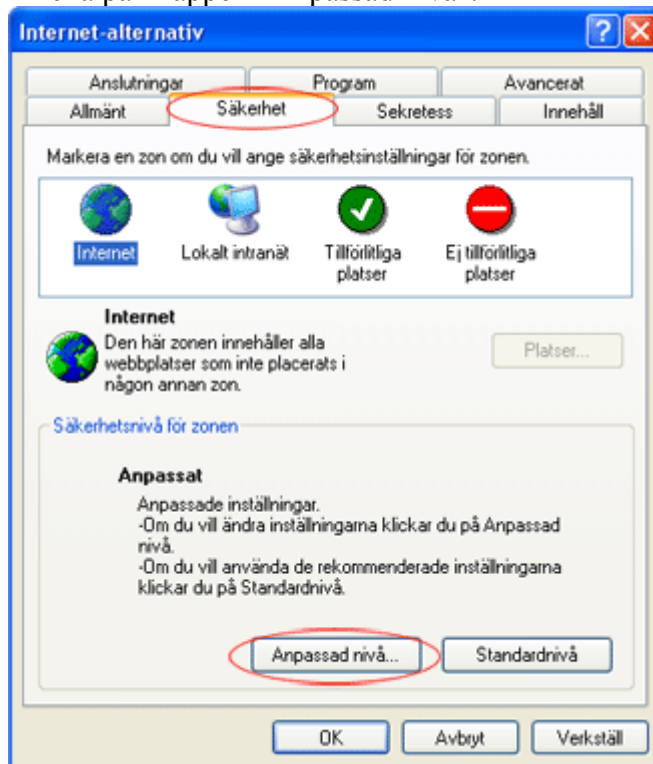 Internet-alternativ
Anslutningar Program Avancerat
Allmänt Säkerhet Sekretess Innehåll
Markera en zon om du vill ange säkerhetsinställningar för zonen.
Internet Lokalt intranät Tillförlitliga platser Ej tillförlitliga platser
Internet
Den här zonen innehåller alla
webbplatser som inte placerats i
någon annan zon.
Platser...
Säkerhetsnivå för zonen
Anpassat
Anpassade inställningar.
-Om du vill ändra inställningarna klickar du på Anpassad
nivå.
-Om du vill använda de rekommenderade inställningarna
klickar du på Standardnivå.
Anpassad nivå... Standardnivå
OK Avbryt Verkställ